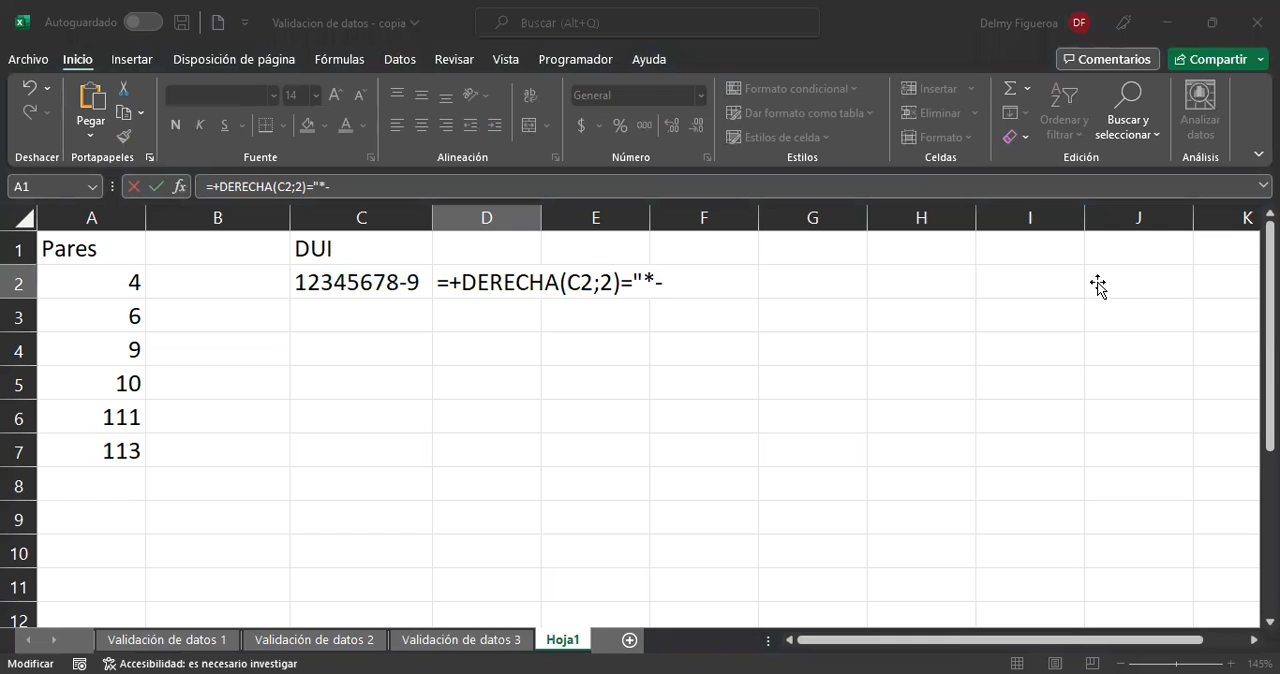 Autoguardado
Validacion de datos - copia
Buscar (Alt+Q)
Delmy Figueroa
DF
Archivo Inicio Insertar Disposición de página Fórmulas Datos Revisar Vista Programador Ayuda
Comentarios
Compartir
Pegar
14
N K S
General
$ % 000
Formato condicional
Dar formato como tabla
Estilos de celda
Insertar
Eliminar
Formato
Ordenar y
filtrar
Buscar y
seleccionar
Analizar
datos
Deshacer Portapapeles Fuente Alineación Número Estilos Celdas Edición Análisis
A1 fx =+DERECHA(C2;2)="*-
A B C D E F G H I J K
1 Pares DUI
2 4 12345678-9 =+DERECHA(C2;2)="*-
3 6
4 9
5 10
6 111
7 113
8
9
10
11
12
Validación de datos 1 Validación de datos 2 Validación de datos 3 Hoja1
Modificar Accesibilidad: es necesario investigar 145%